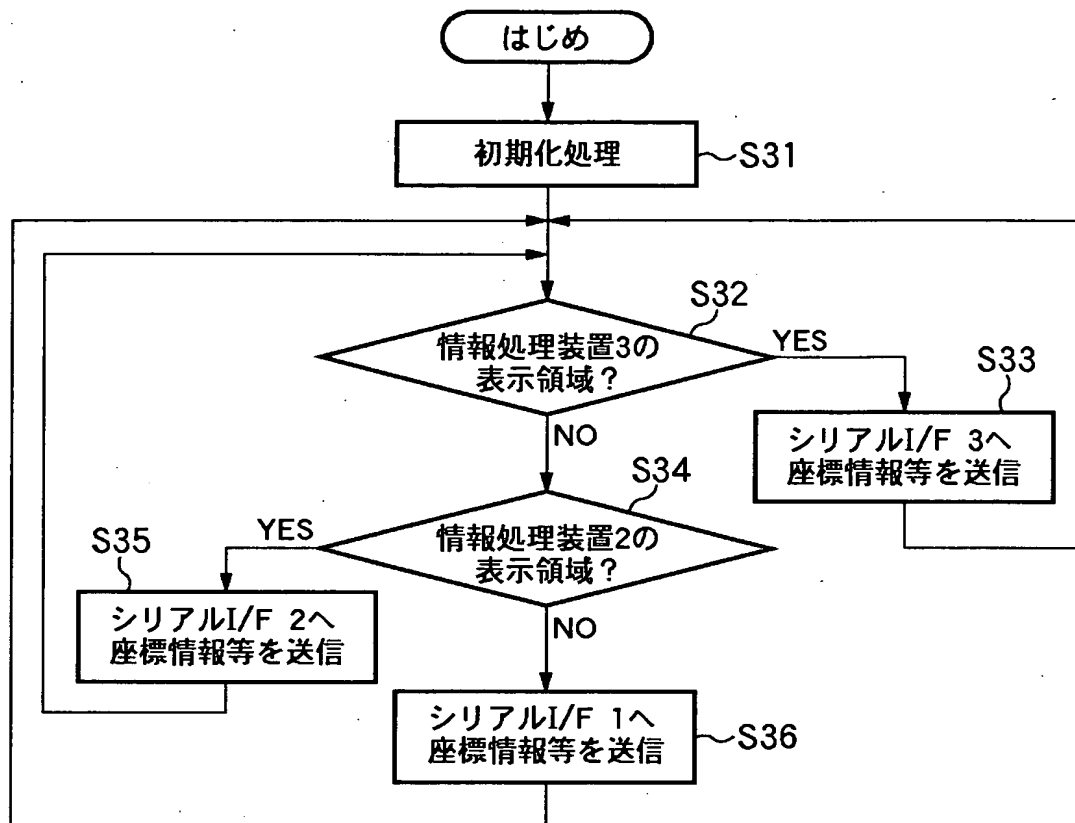 はじめ
初期化処理
S31
S32
情報処理装置3の
表示領域？
YES
S33
シリアルI/F 3へ
座標情報等を送信
NO
S34
情報処理装置2の
表示領域？
YES
S35
シリアルI/F 2へ
座標情報等を送信
NO
シリアルI/F 1へ
座標情報等を送信
S36